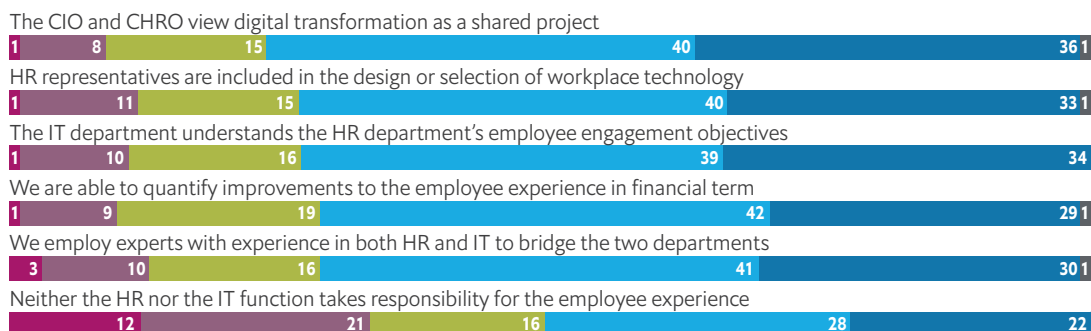 The CIO and CHRO view digital transformation as a shared project
1 8 15 40 36 1
HR representatives are included in the design or selection of workplace technology
1 11 15 40 33 1
The IT department understands the HR department’s employee engagement objectives
1 10 16 39 34
We are able to quantify improvements to the employee experience in financial term
1 9 19 42 29 1
We employ experts with experience in both HR and IT to bridge the two departments
3 10 16 41 30 1
Neither the HR nor the IT function takes responsibility for the employee experience
12 21 16 28 22